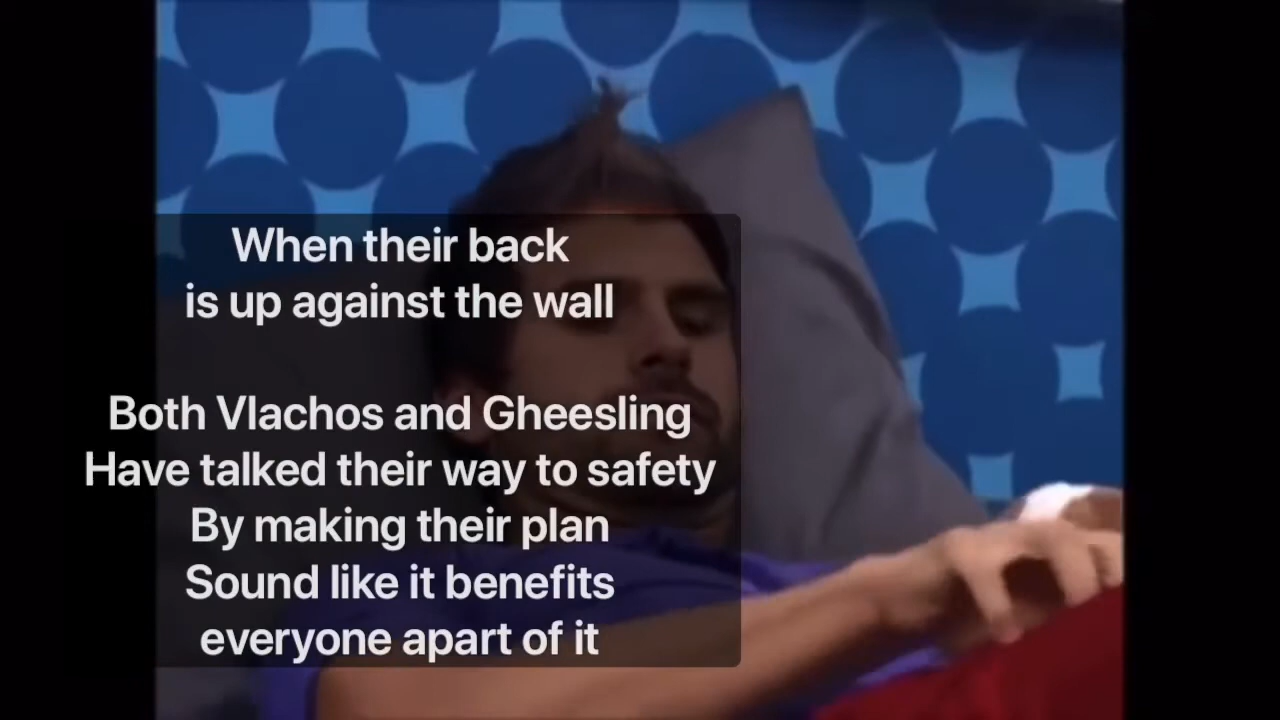 When their back
is up against the wall
Both Vlachos and Gheesling
Have talked their way to safety
By making their plan
Sound like it benefits
everyone apart of it